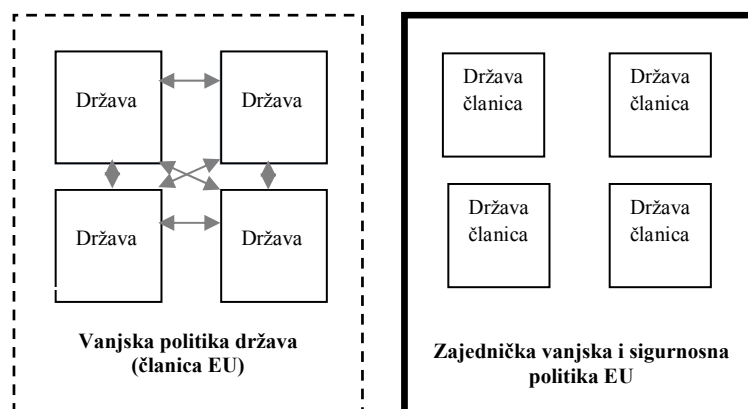 Država
Država
Država
Država
Vanjska politika država
(članica EU)
Država
članica
Država
članica
Država
članica
Država
članica
Zajednička vanjska i sigurnosna
politika EU